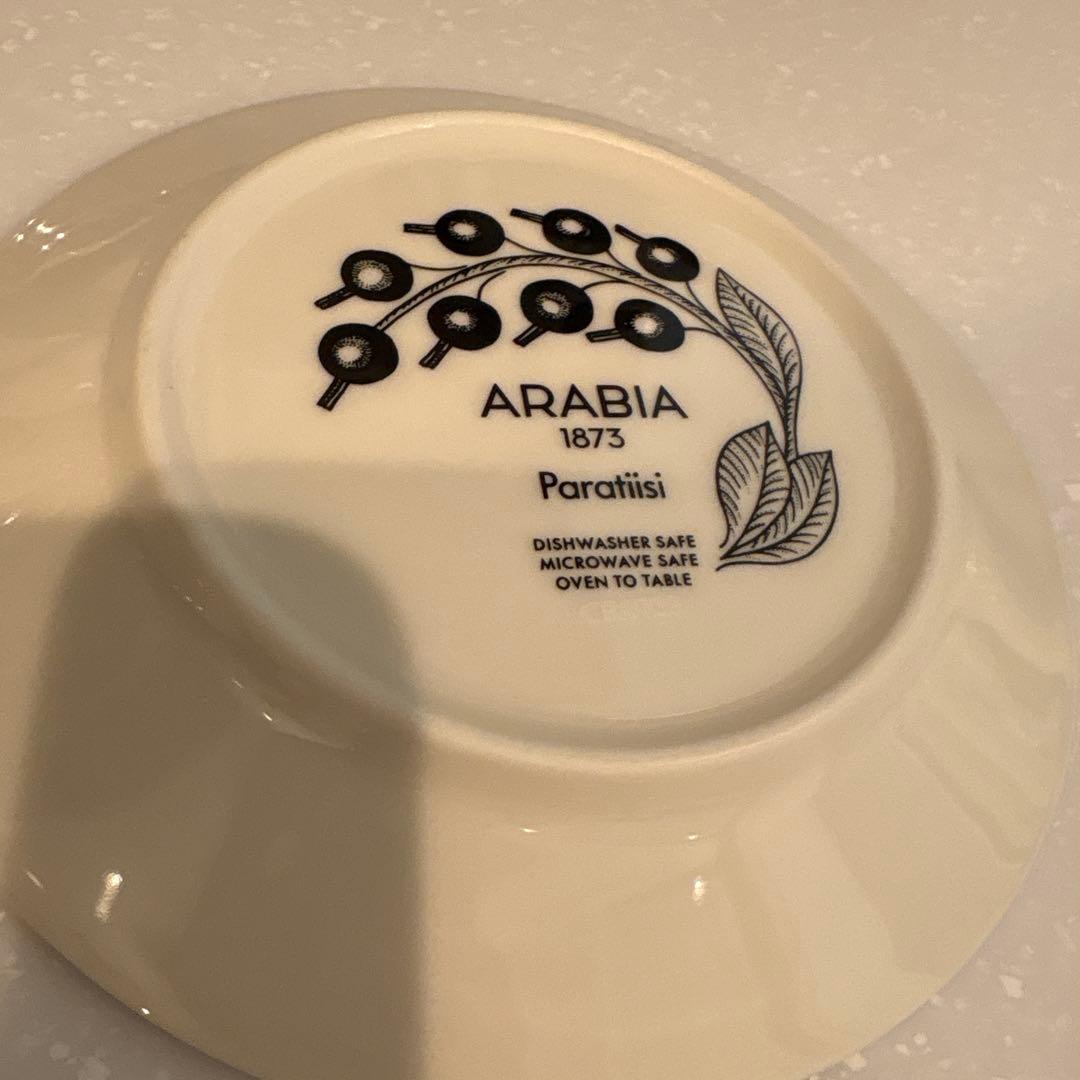 ARABIA
1873
Paratiisi
DISHWASHER SAFE
MICROWAVE SAFE
OVEN TO TABLE